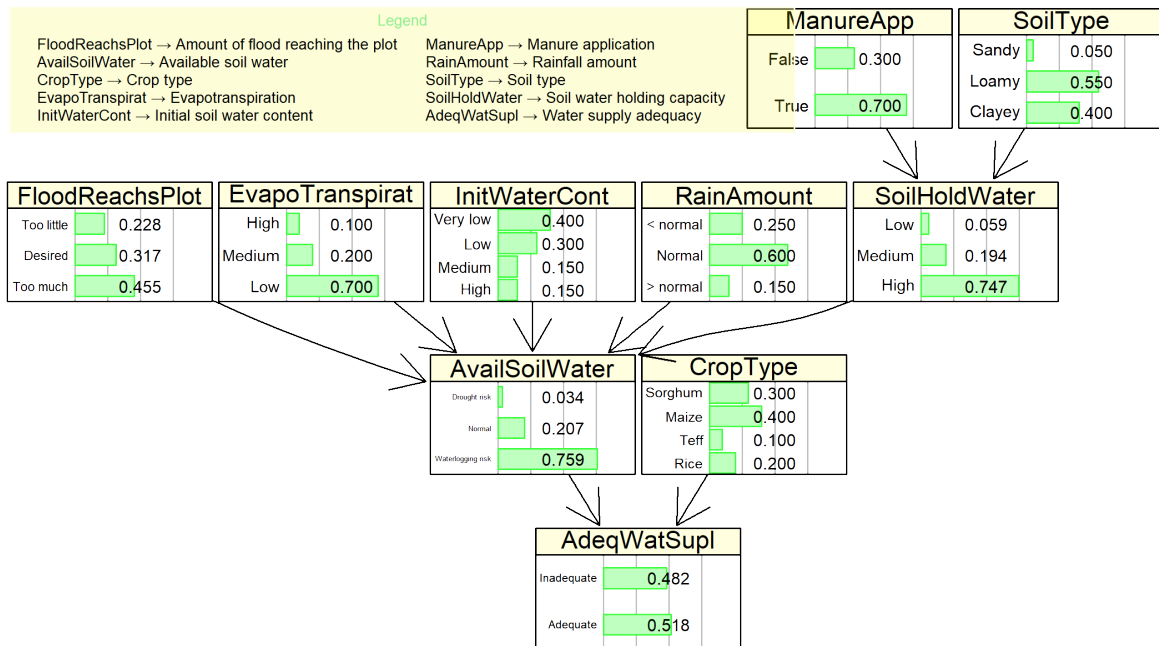 Legend
FloodReachsPlot → Amount of flood reaching the plot
AvailSoilWater → Available soil water
CropType → Crop type
EvapoTranspirat → Evapotranspiration
InitWaterCont → Initial soil water content
ManureApp → Manure application
RainAmount → Rainfall amount
SoilType → Soil type
SoilHoldWater → Soil water holding capacity
AdeqWatSupl → Water supply adequacy
ManureApp
False 0.300
True 0.700
SoilType
Sandy 0.050
Loamy 0.550
Clayey 0.400
FloodReachsPlot
Too little 0.228
Desired 0.317
Too much 0.455
EvapoTranspirat
High 0.100
Medium 0.200
Low 0.700
InitWaterCont
Very low 0.400
Low 0.300
Medium 0.150
High 0.150
RainAmount
< normal 0.250
Normal 0.600
> normal 0.150
SoilHoldWater
Low 0.059
Medium 0.194
High 0.747
AvailSoilWater
Drought risk 0.034
Normal 0.207
Waterlogging risk 0.759
CropType
Sorghum 0.300
Maize 0.400
Teff 0.100
Rice 0.200
AdeqWatSupl
Inadequate 0.482
Adequate 0.518